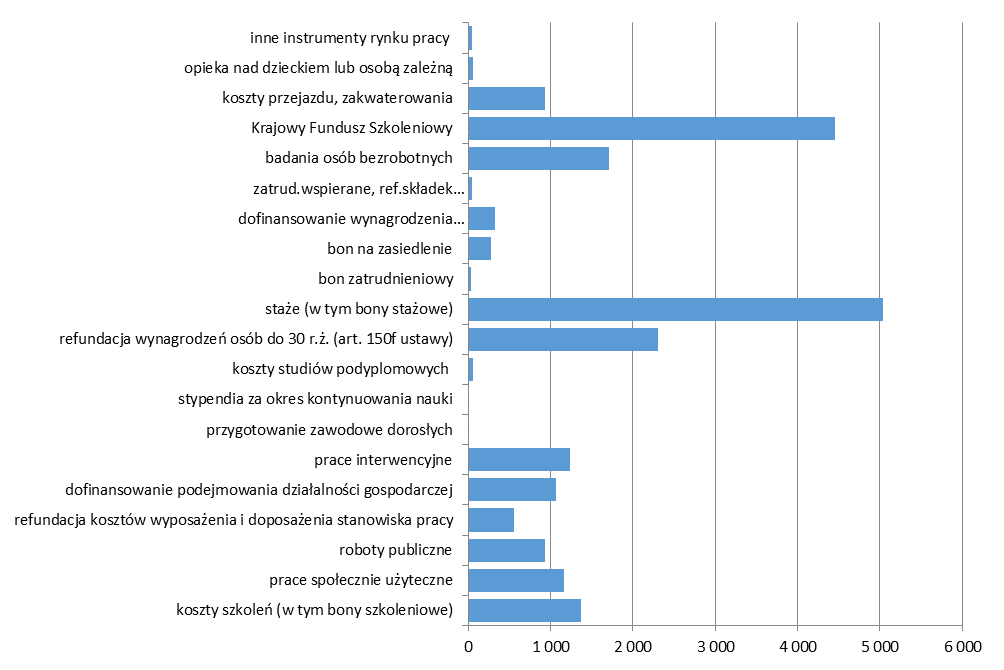 inne instrumenty rynku pracy
opieka nad dzieckiem lub osobą zależną
koszty przejazdu, zakwaterowania
Krajowy Fundusz Szkoleniowy
badania osób bezrobotnych
zatrud.wspierane, ref.składek...
dofinansowanie wynagrodzenia...
bon na zasiedlenie
bon zatrudnieniowy
staże (w tym bony stażowe)
refundacja wynagrodzeń osób do 30 r.ż. (art. 150f ustawy)
koszty studiów podyplomowych
stypendia za okres kontynuowania nauki
przygotowanie zawodowe dorosłych
prace interwencyjne
dofinansowanie podejmowania działalności gospodarczej
refundacja kosztów wyposażenia i doposażenia stanowiska pracy
roboty publiczne
prace społecznie użyteczne
koszty szkoleń (w tym bony szkoleniowe)
0 1 000 2 000 3 000 4 000 5 000 6 000